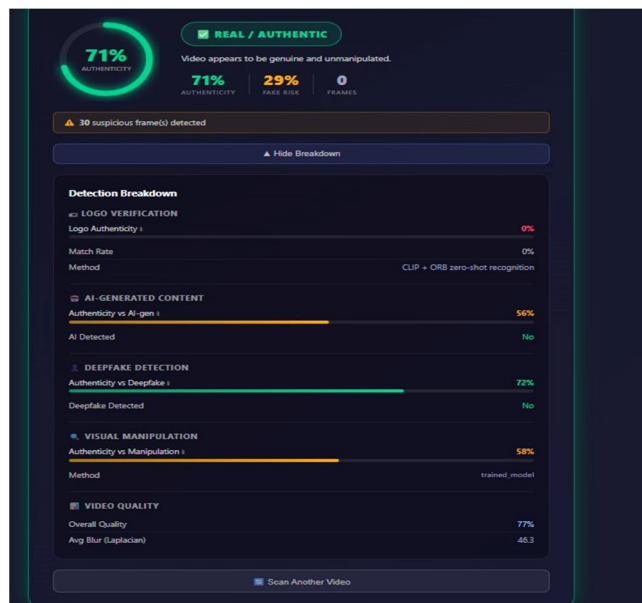 71%
AUTHENTICITY
REAL / AUTHENTIC
Video appears to be genuine and unmanipulated.
71% 29% 0
AUTHENTICITY FAKE RISK FRAMES
30 suspicious frame(s) detected
▲ Hide Breakdown
Detection Breakdown
LOGO VERIFICATION
Logo Authenticity 0%
Match Rate 0%
Method CLIP + ORB zero-shot recognition
AI-GENERATED CONTENT
Authenticity vs AI-gen 56%
AI Detected No
DEEPFAKE DETECTION
Authenticity vs Deepfake 72%
Deepfake Detected No
VISUAL MANIPULATION
Authenticity vs Manipulation 58%
Method trained_model
VIDEO QUALITY
Overall Quality 77%
Avg Blur (Laplacian) 46.3
Scan Another Video